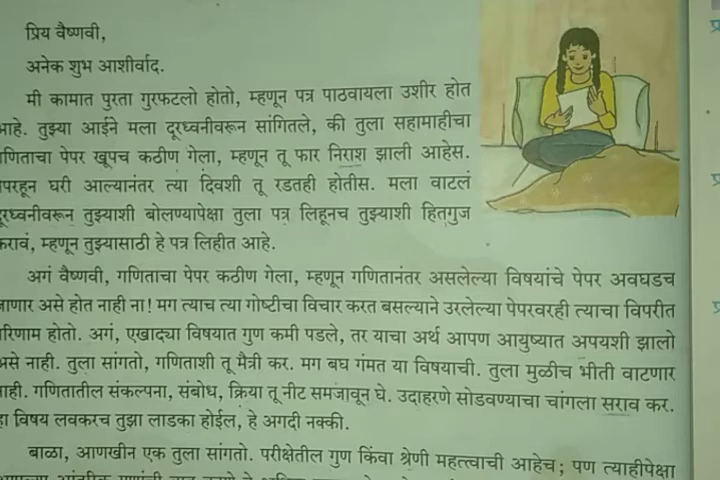 प्रिय वैष्णवी,
अनेक शुभ आशीर्वाद.
मी कामात पुरता गुरफटलो होतो, म्हणून पत्र पाठवायला उशीर होत
आहे. तुझ्या आईने मला दूरध्वनीवरून सांगितले, की तुला सहामाहीचा
गणिताचा पेपर खूपच कठीण गेला, म्हणून तू फार निराश झाली आहेस.
पेपरहून घरी आल्यानंतर त्या दिवशी तू रडतही होतीस. मला वाटलं
दूरध्वनीवरून तुझ्याशी बोलण्यापेक्षा तुला पत्र लिहूनच तुझ्याशी हितगुज
करावं, म्हणून तुझ्यासाठी हे पत्र लिहीत आहे.
अगं वैष्णवी, गणिताचा पेपर कठीण गेला, म्हणून गणितानंतर असलेल्या विषयांचे पेपर अवघडच
जाणार असे होत नाही ना! मग त्याच त्या गोष्टीचा विचार करत बसल्याने उरलेल्या पेपरवरही त्याचा विपरीत
परिणाम होतो. अगं, एखाद्या विषयात गुण कमी पडले, तर याचा अर्थ आपण आयुष्यात अपयशी झालो
असे नाही. तुला सांगतो, गणिताशी तू मैत्री कर. मग बघ गंमत या विषयाची. तुला मुळीच भीती वाटणार
नाही. गणितातील संकल्पना, संबोध, क्रिया तू नीट समजावून घे. उदाहरणे सोडवण्याचा चांगला सराव कर.
हा विषय लवकरच तुझा लाडका होईल, हे अगदी नक्की.
बाळा, आणखीन एक तुला सांगतो. परीक्षेतील गुण किंवा श्रेणी महत्त्वाची आहेच; पण त्याहीपेक्षा